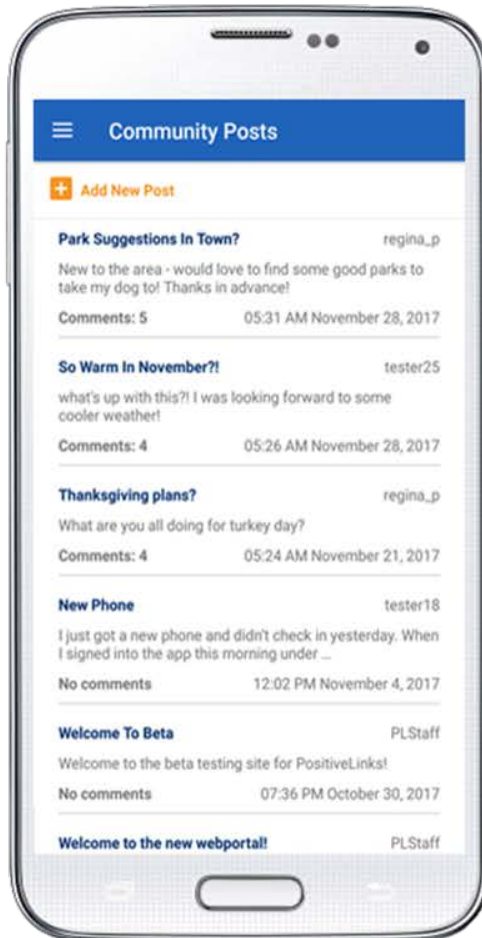 Community Posts
Add New Post
Park Suggestions In Town? regina_p
New to the area - would love to find some good parks to
take my dog to! Thanks in advance!
Comments: 5 05:31 AM November 28, 2017
So Warm In November?! tester25
what's up with this?! I was looking forward to some
cooler weather!
Comments: 4 05:26 AM November 28, 2017
Thanksgiving plans? regina_p
What are you all doing for turkey day?
Comments: 4 05:24 AM November 21, 2017
New Phone tester18
I just got a new phone and didn't check in yesterday. When
I signed into the app this morning under ...
No comments 12:02 PM November 4, 2017
Welcome To Beta PLStaff
Welcome to the beta testing site for PositiveLinks!
No comments 07:36 PM October 30, 2017
Welcome to the new webportal! PLStaff